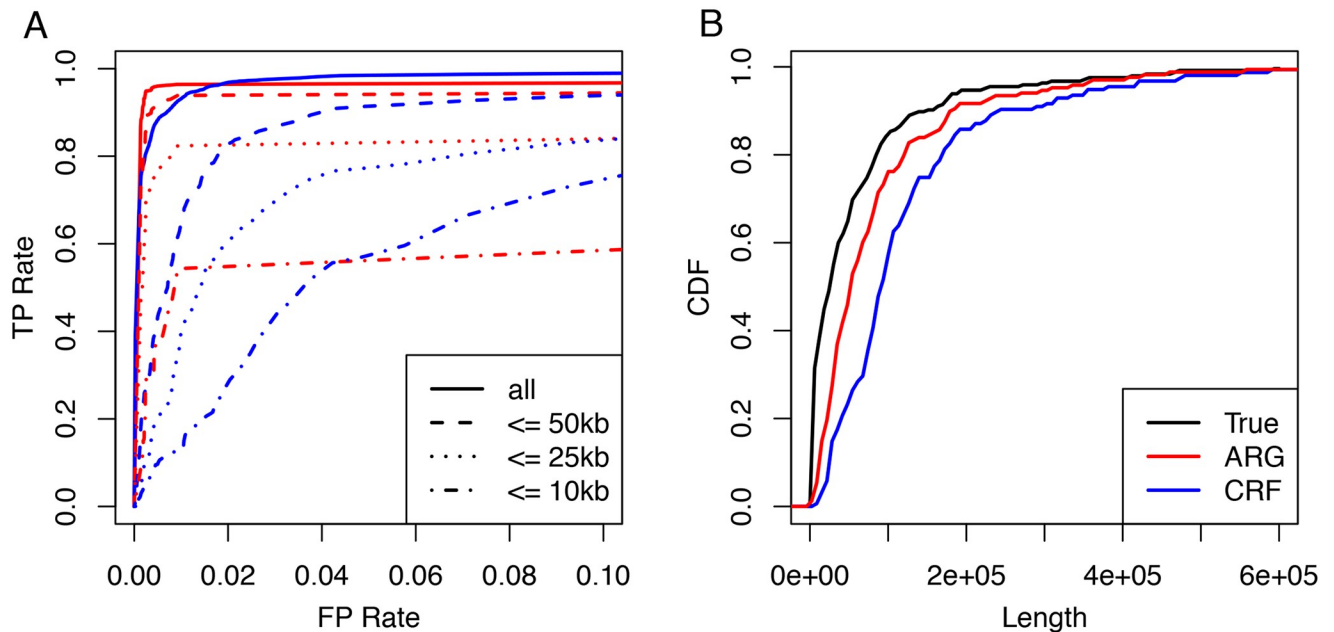 A
TP Rate
1.0
0.8
0.6
0.4
0.2
0.0
all
<= 50kb
<= 25kb
<= 10kb
0.00 0.02 0.04 0.06 0.08 0.10
FP Rate
B
CDF
1.0
0.8
0.6
0.4
0.2
0.0
True
ARG
CRF
0e+00 2e+05 4e+05 6e+05
Length